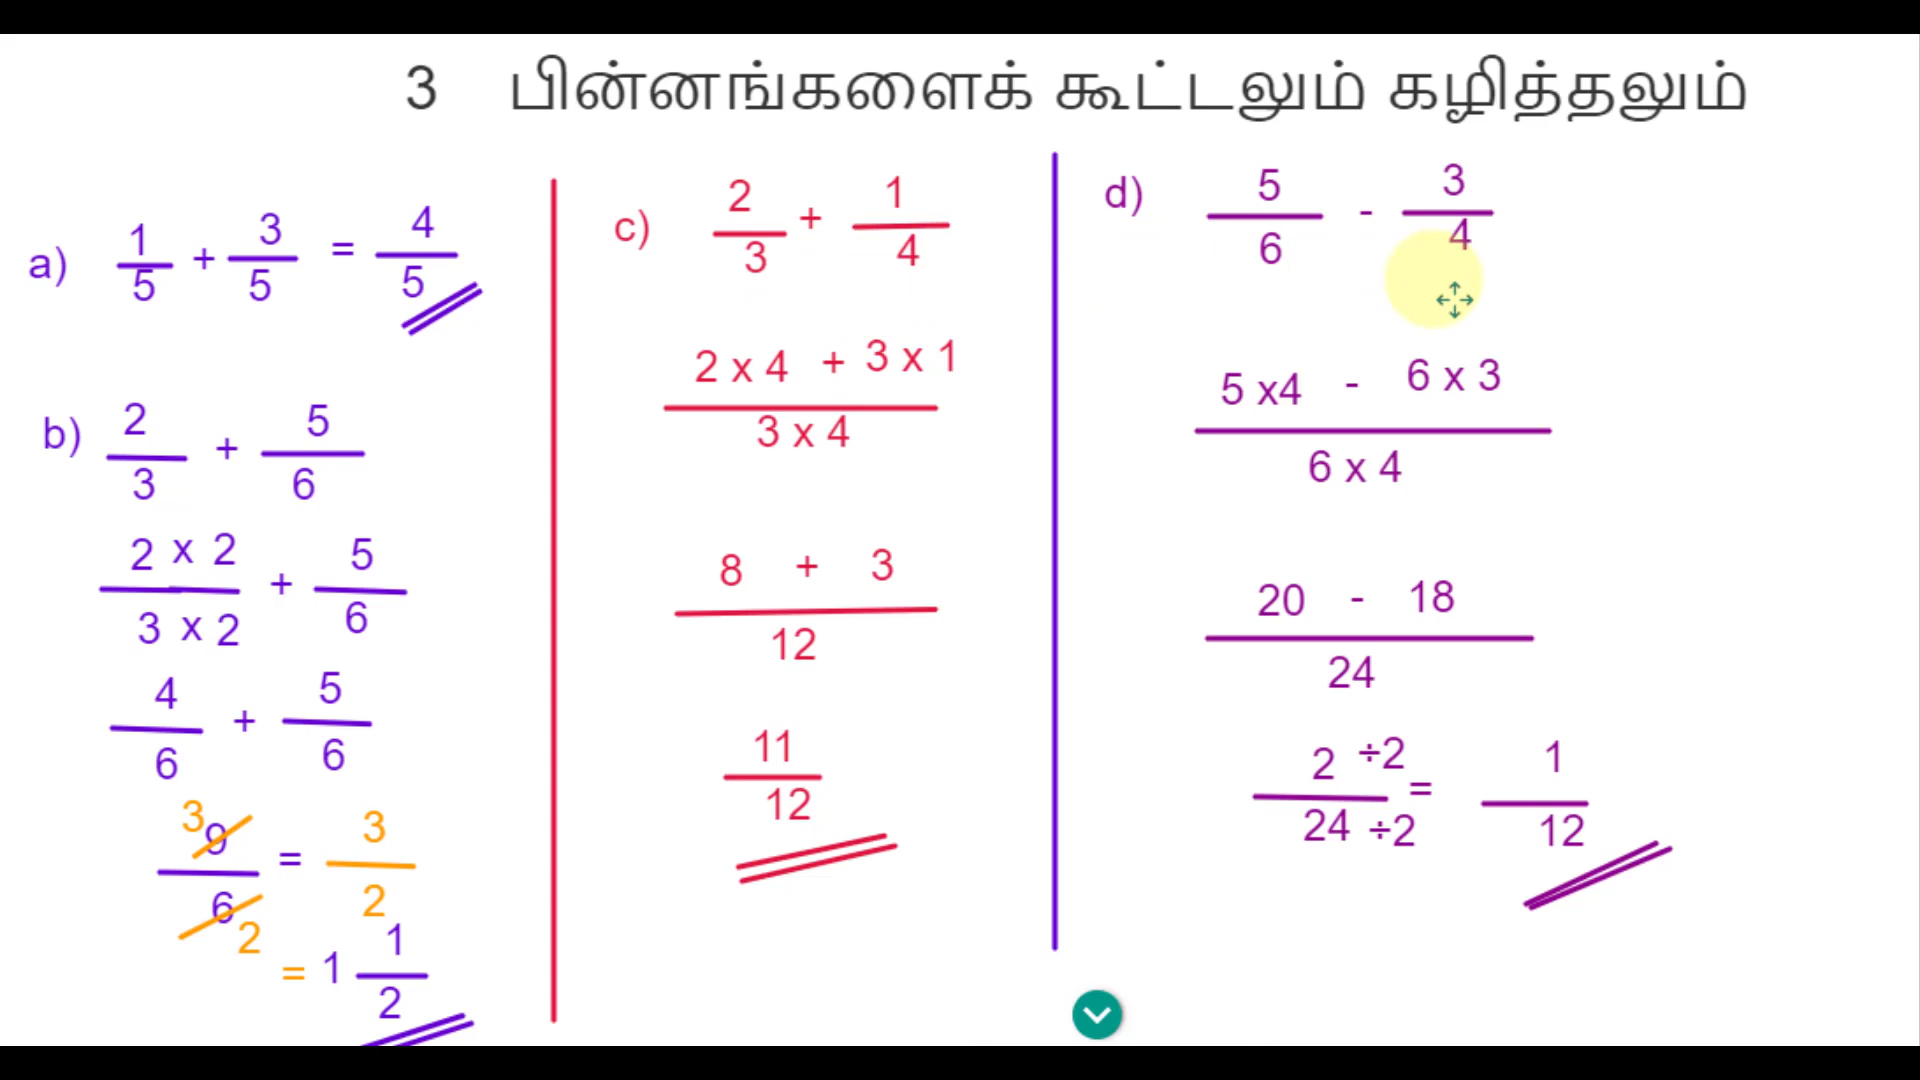 3 பின்னங்களைக் கூட்டலும் கழித்தலும்
a) 1/5 + 3/5 = 4/5
b) 2/3 + 5/6
2 x 2 / 3 x 2 + 5/6
4/6 + 5/6
3 9 / 6 2 = 3/2
= 1 1/2
c) 2/3 + 1/4
2 x 4 + 3 x 1 / 3 x 4
8 + 3 / 12
11/12
d) 5/6 - 3/4
5 x4 - 6 x 3 / 6 x 4
20 - 18 / 24
2 ÷2 / 24 ÷2 = 1/12